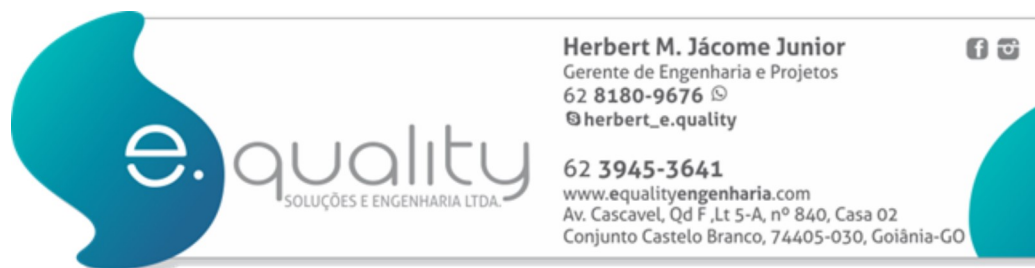 e.quality
SOLUÇÕES E ENGENHARIA LTDA.
Herbert M. Jácome Junior
Gerente de Engenharia e Projetos
62 8180-9676
herbert_e.quality
62 3945-3641
www.equalityengenharia.com
Av. Cascavel, Qd F ,Lt 5-A, nº 840, Casa 02
Conjunto Castelo Branco, 74405-030, Goiânia-GO